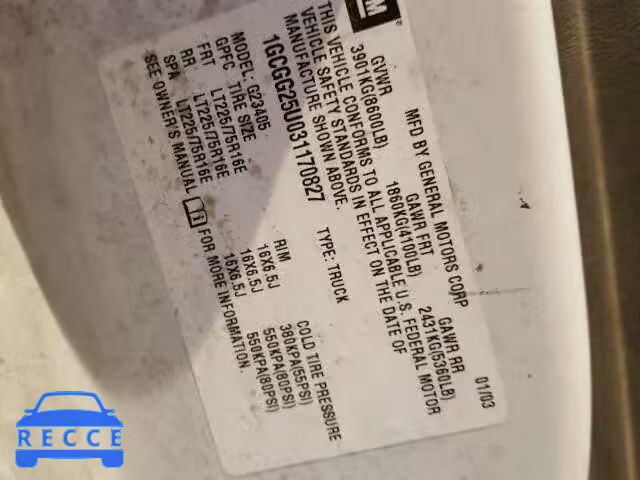 GM
MFD BY GENERAL MOTORS CORP 01/03
GVWR GAWR FRT GAWR RR
3901KG(8600LB) 1860KG(4100LB) 2431KG(5360LB)
THIS VEHICLE CONFORMS TO ALL APPLICABLE U.S. FEDERAL MOTOR
VEHICLE SAFETY STANDARDS IN EFFECT ON THE DATE OF
MANUFACTURE SHOWN ABOVE.
1GCGG25U031170827 TYPE: TRUCK
MODEL: G23405
GPFC TIRE SIZE RIM COLD TIRE PRESSURE
FRT LT225/75R16E 16X6.5J 380KPA(55PSI)
RR LT225/75R16E 16X6.5J 550KPA(80PSI)
SPA LT225/75R16E 16X6.5J 550KPA(80PSI)
SEE OWNER'S MANUAL FOR MORE INFORMATION.
RECCE